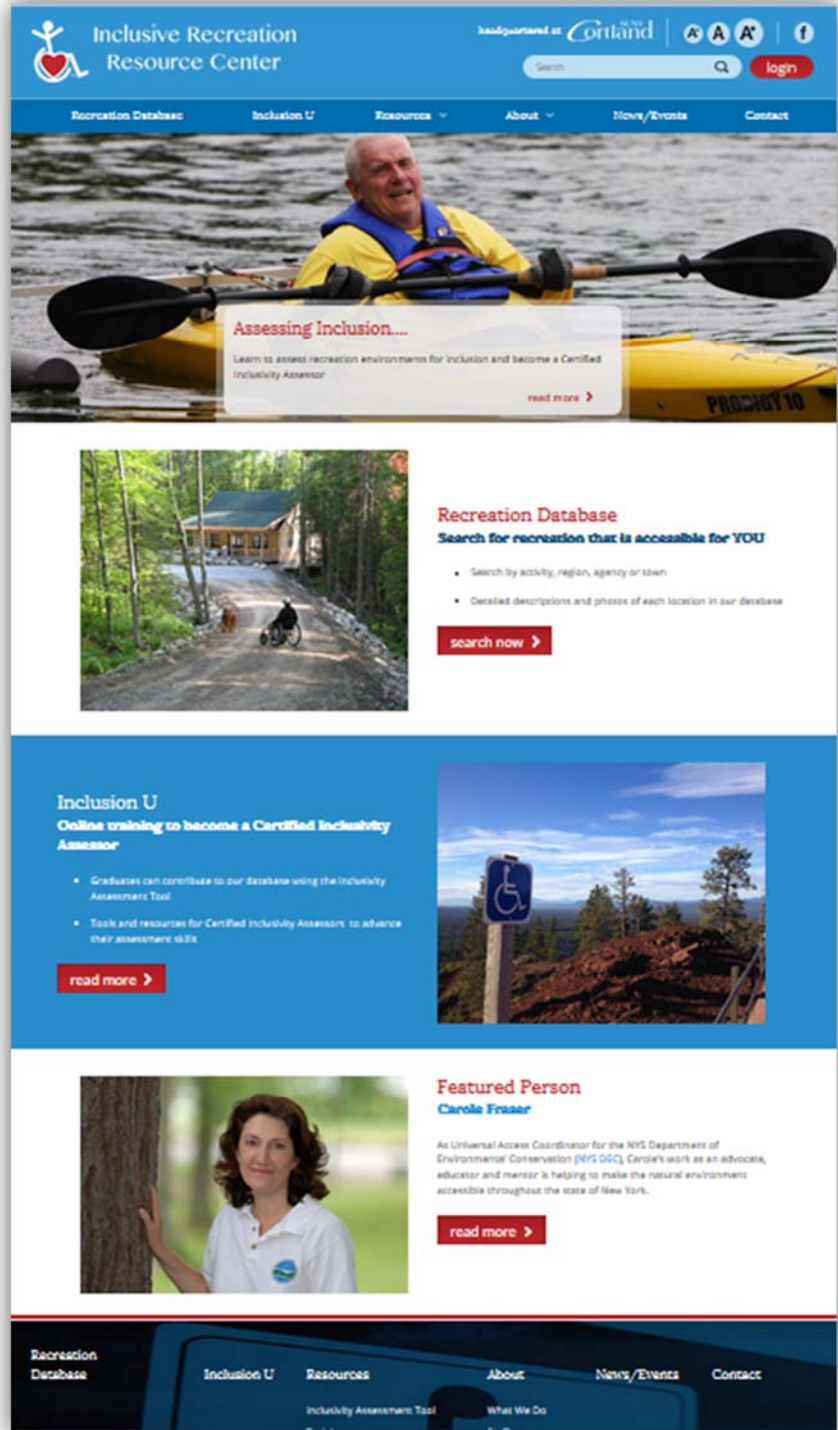 Inclusive Recreation
Resource Center
headquartered at SUNY Cortland
A- A A+
f
Search
login
Recreation Database Inclusion U Resources About News/Events Contact
Assessing Inclusion....
Learn to assess recreation environments for inclusion and become a Certified
Inclusivity Assessor
read more
PRODIGY 10
Recreation Database
Search for recreation that is accessible for YOU
• Search by activity, region, agency or town
• Detailed descriptions and photos of each location in our database
search now
Inclusion U
Online training to become a Certified Inclusivity
Assessor
• Graduates can contribute to our database using the Inclusivity
Assessment Tool
• Tools and resources for Certified Inclusivity Assessors to advance
their assessment skills
read more
Featured Person
Carole Fraser
As Universal Access Coordinator for the NYS Department of
Environmental Conservation (NYS DEC), Carole's work as an advocate,
educator and mentor is helping to make the natural environment
accessible throughout the state of New York.
read more
Recreation
Database Inclusion U Resources About News/Events Contact
Inclusivity Assessment Tool What We Do